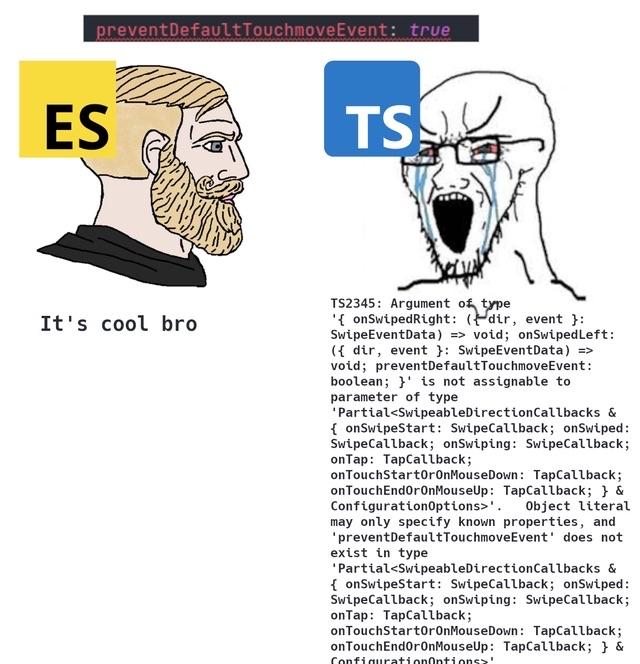 preventDefaultTouchmoveEvent: true
ES
TS
It's cool bro
TS2345: Argument of type
'{ onSwipedRight: ({ dir, event }:
SwipeEventData) => void; onSwipedLeft:
({ dir, event }: SwipeEventData) =>
void; preventDefaultTouchmoveEvent:
boolean; }' is not assignable to
parameter of type
'Partial<SwipeableDirectionCallbacks &
{ onSwipeStart: SwipeCallback; onSwiped:
SwipeCallback; onSwiping: SwipeCallback;
onTap: TapCallback;
onTouchStartOrOnMouseDown: TapCallback;
onTouchEndOrOnMouseUp: TapCallback; } &
ConfigurationOptions>'.   Object literal
may only specify known properties, and
'preventDefaultTouchmoveEvent' does not
exist in type
'Partial<SwipeableDirectionCallbacks &
{ onSwipeStart: SwipeCallback; onSwiped:
SwipeCallback; onSwiping: SwipeCallback;
onTap: TapCallback;
onTouchStartOrOnMouseDown: TapCallback;
onTouchEndOrOnMouseUp: TapCallback; } &
ConfigurationOptions>'